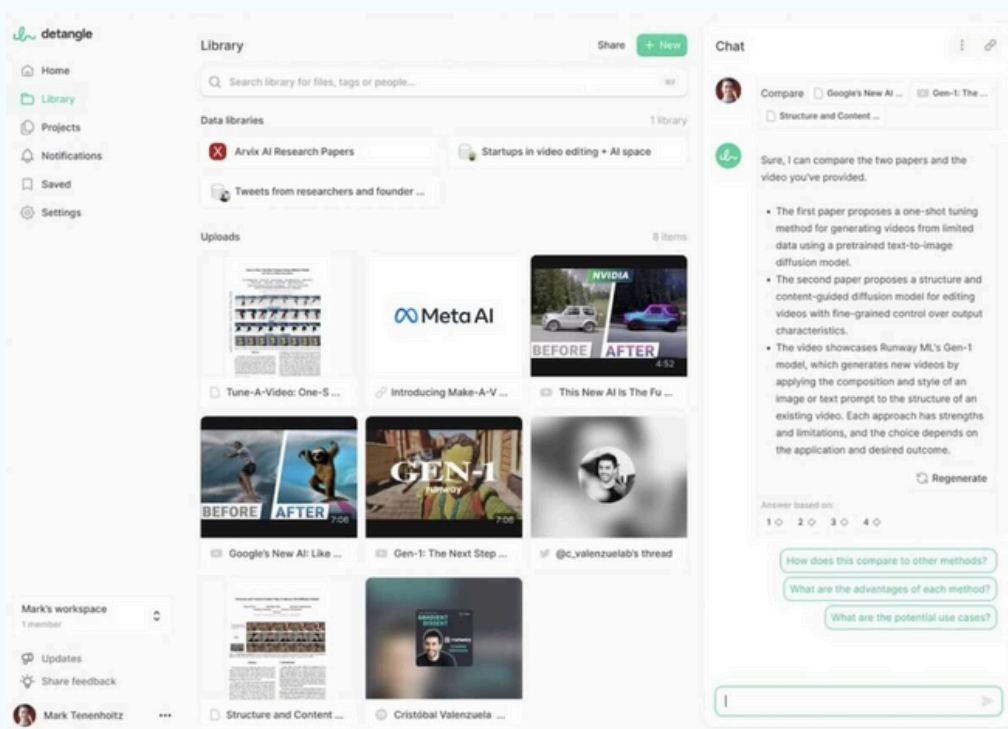 detangle
Home
Library
Projects
Notifications
Saved
Settings
Mark's workspace
1 member
Updates
Share feedback
Mark Tenenholtz
Library
Share
+ New
Search library for files, tags or people...
Data libraries
1 library
Arvix AI Research Papers
Startups in video editing + AI space
Tweets from researchers and founder ...
Uploads
8 items
Meta AI
NVIDIA
BEFORE AFTER
4:52
Tune-A-Video: One-S ...
Introducing Make-A-V ...
This New AI Is The Fu ...
BEFORE AFTER
7:06
GEN-1
runway
7:06
Google's New AI: Like ...
Gen-1: The Next Step ...
@c_valenzuelab's thread
GRADIENT
DISSENT
runway
Structure and Content ...
Cristóbal Valenzuela ...
Chat
Compare Google's New AI ... Gen-1: The ...
Structure and Content ...
Sure, I can compare the two papers and the
video you've provided.
• The first paper proposes a one-shot tuning
method for generating videos from limited
data using a pretrained text-to-image
diffusion model.
• The second paper proposes a structure and
content-guided diffusion model for editing
videos with fine-grained control over output
characteristics.
• The video showcases Runway ML's Gen-1
model, which generates new videos by
applying the composition and style of an
image or text prompt to the structure of an
existing video. Each approach has strengths
and limitations, and the choice depends on
the application and desired outcome.
Regenerate
Answer based on:
1 2 3 4
How does this compare to other methods?
What are the advantages of each method?
What are the potential use cases?